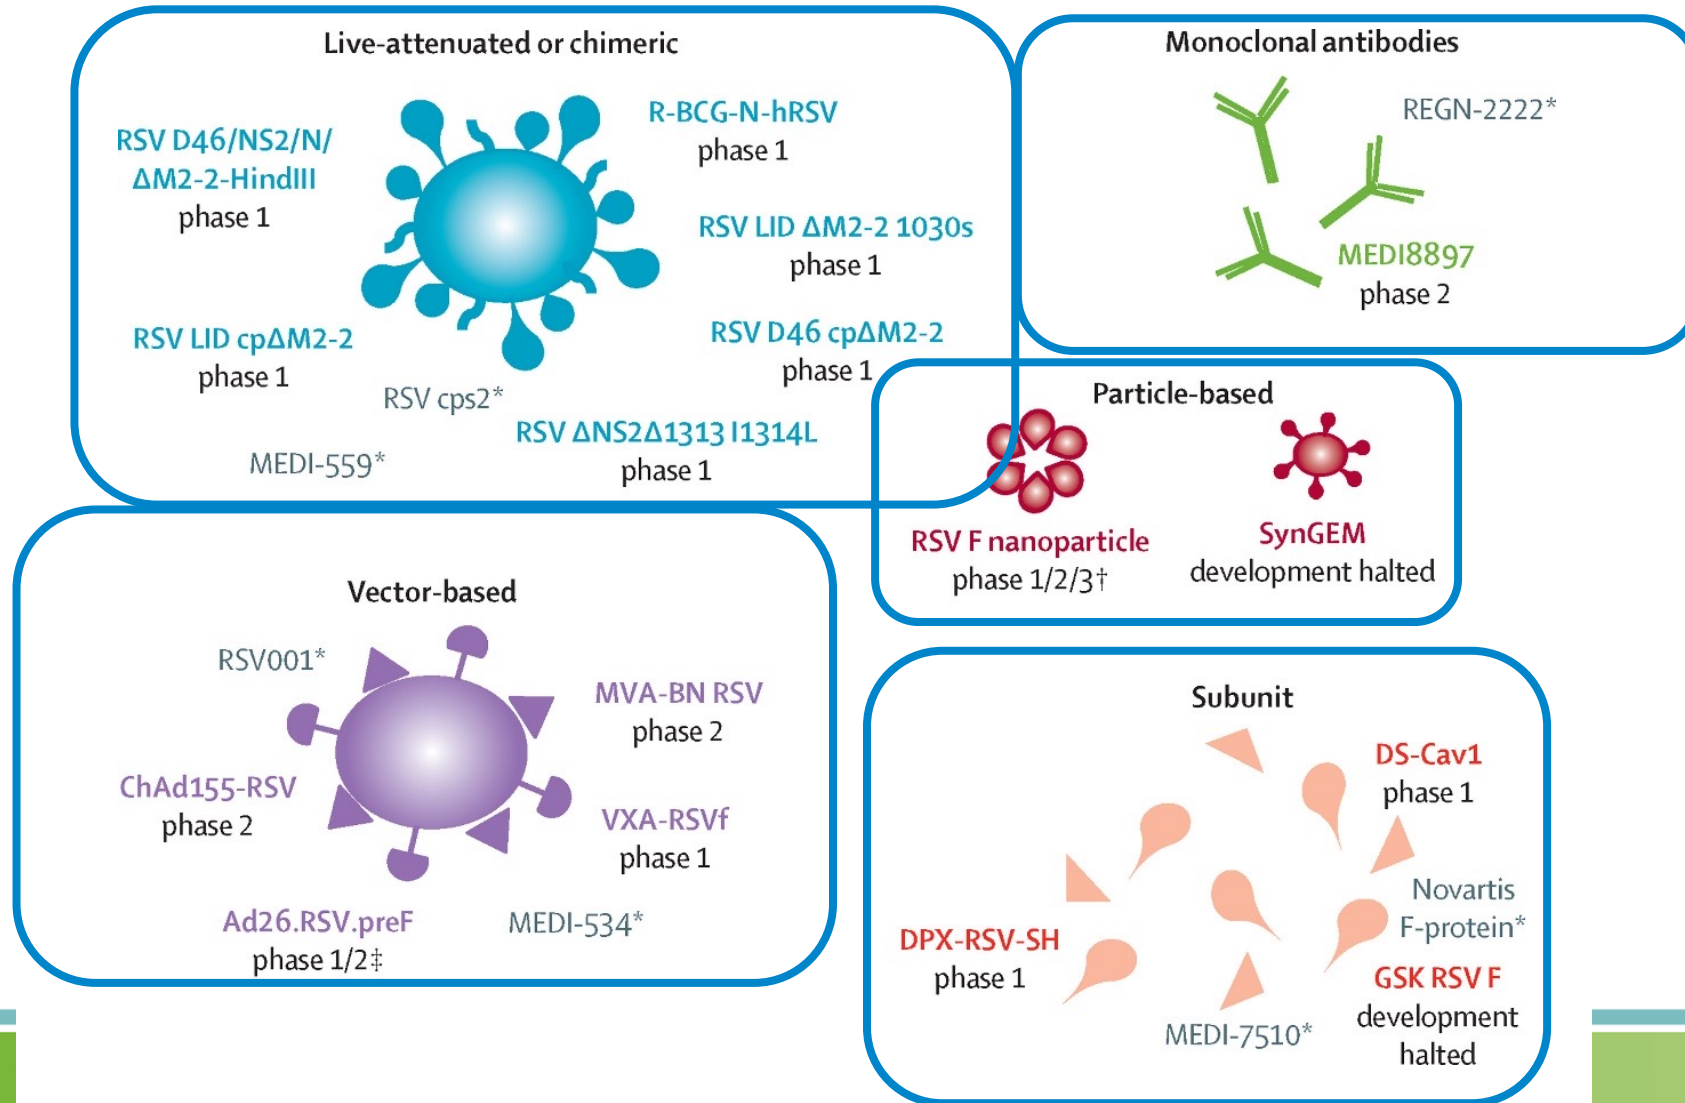 Live-attenuated or chimeric
RSV D46/NS2/N/
ΔM2-2-HindIII
phase 1
R-BCG-N-hRSV
phase 1
RSV LID ΔM2-2 1030s
phase 1
RSV LID cpΔM2-2
phase 1
RSV D46 cpΔM2-2
phase 1
RSV cps2*
RSV ΔNS2Δ1313 I1314L
phase 1
MEDI-559*
Monoclonal antibodies
REGN-2222*
MEDI8897
phase 2
Particle-based
RSV F nanoparticle
phase 1/2/3†
SynGEM
development halted
Vector-based
RSV001*
MVA-BN RSV
phase 2
ChAd155-RSV
phase 2
VXA-RSVf
phase 1
Ad26.RSV.preF
phase 1/2‡
MEDI-534*
Subunit
DS-Cav1
phase 1
Novartis
F-protein*
DPX-RSV-SH
phase 1
GSK RSV F
development
halted
MEDI-7510*